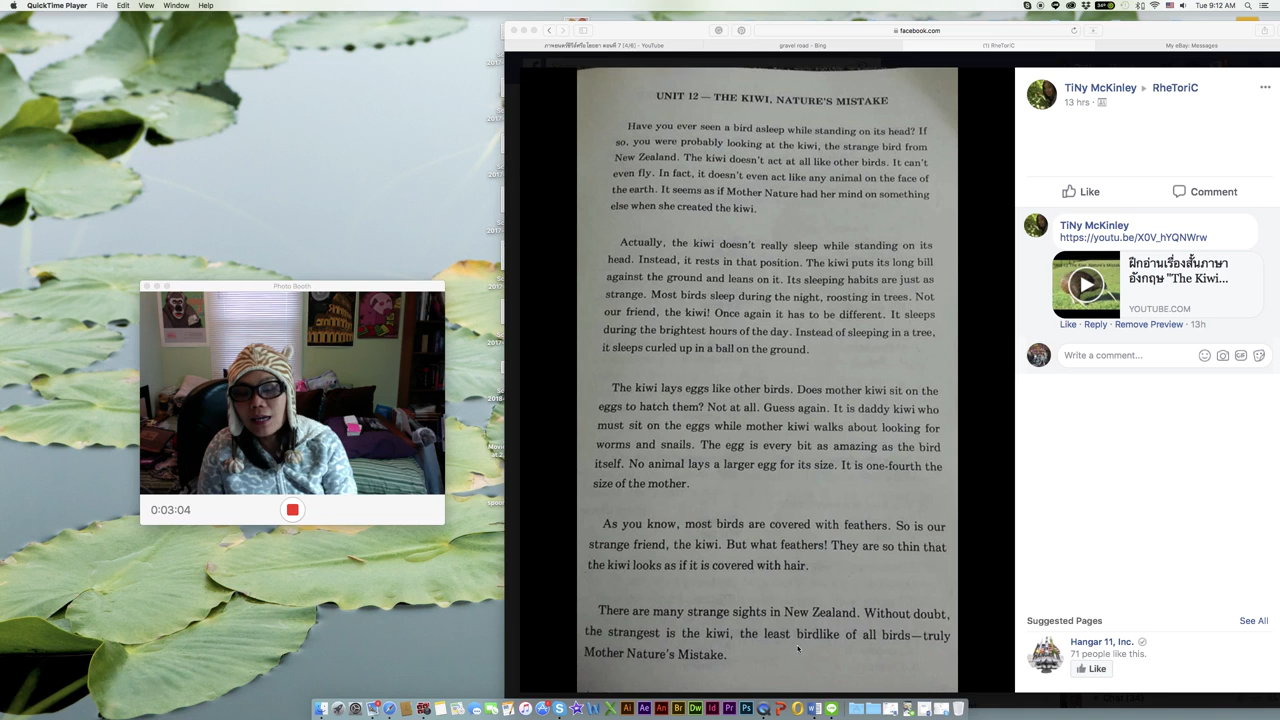 QuickTime Player File Edit View Window Help
Tue 9:12 AM
facebook.com
gravel road - Bing
(1) RheToriC
My eBay: Messages
UNIT 12 — THE KIWI, NATURE'S MISTAKE
Have you ever seen a bird asleep while standing on its head? If
so, you were probably looking at the kiwi, the strange bird from
New Zealand. The kiwi doesn't act at all like other birds. It can't
even fly. In fact, it doesn't even act like any animal on the face of
the earth. It seems as if Mother Nature had her mind on something
else when she created the kiwi.
Actually, the kiwi doesn't really sleep while standing on its
head. Instead, it rests in that position. The kiwi puts its long bill
against the ground and leans on it. Its sleeping habits are just as
strange. Most birds sleep during the night, roosting in trees. Not
our friend, the kiwi! Once again it has to be different. It sleeps
during the brightest hours of the day. Instead of sleeping in a tree,
it sleeps curled up in a ball on the ground.
The kiwi lays eggs like other birds. Does mother kiwi sit on the
eggs to hatch them? Not at all. Guess again. It is daddy kiwi who
must sit on the eggs while mother kiwi walks about looking for
worms and snails. The egg is every bit as amazing as the bird
itself. No animal lays a larger egg for its size. It is one-fourth the
size of the mother.
As you know, most birds are covered with feathers. So is our
strange friend, the kiwi. But what feathers! They are so thin that
the kiwi looks as if it is covered with hair.
There are many strange sights in New Zealand. Without doubt,
the strangest is the kiwi, the least birdlike of all birds—truly
Mother Nature's Mistake.
Photo Booth
0:03:04
TiNy McKinley ▸ RheToriC
13 hrs ·
Like Comment
TiNy McKinley
https://youtu.be/X0V_hYQNWrw
ฝึกอ่านเรื่องสั้นภาษา
อังกฤษ "The Kiwi...
YOUTUBE.COM
Like · Reply · Remove Preview · 13h
Write a comment...
Suggested Pages See All
Hangar 11, Inc.
71 people like this.
Like